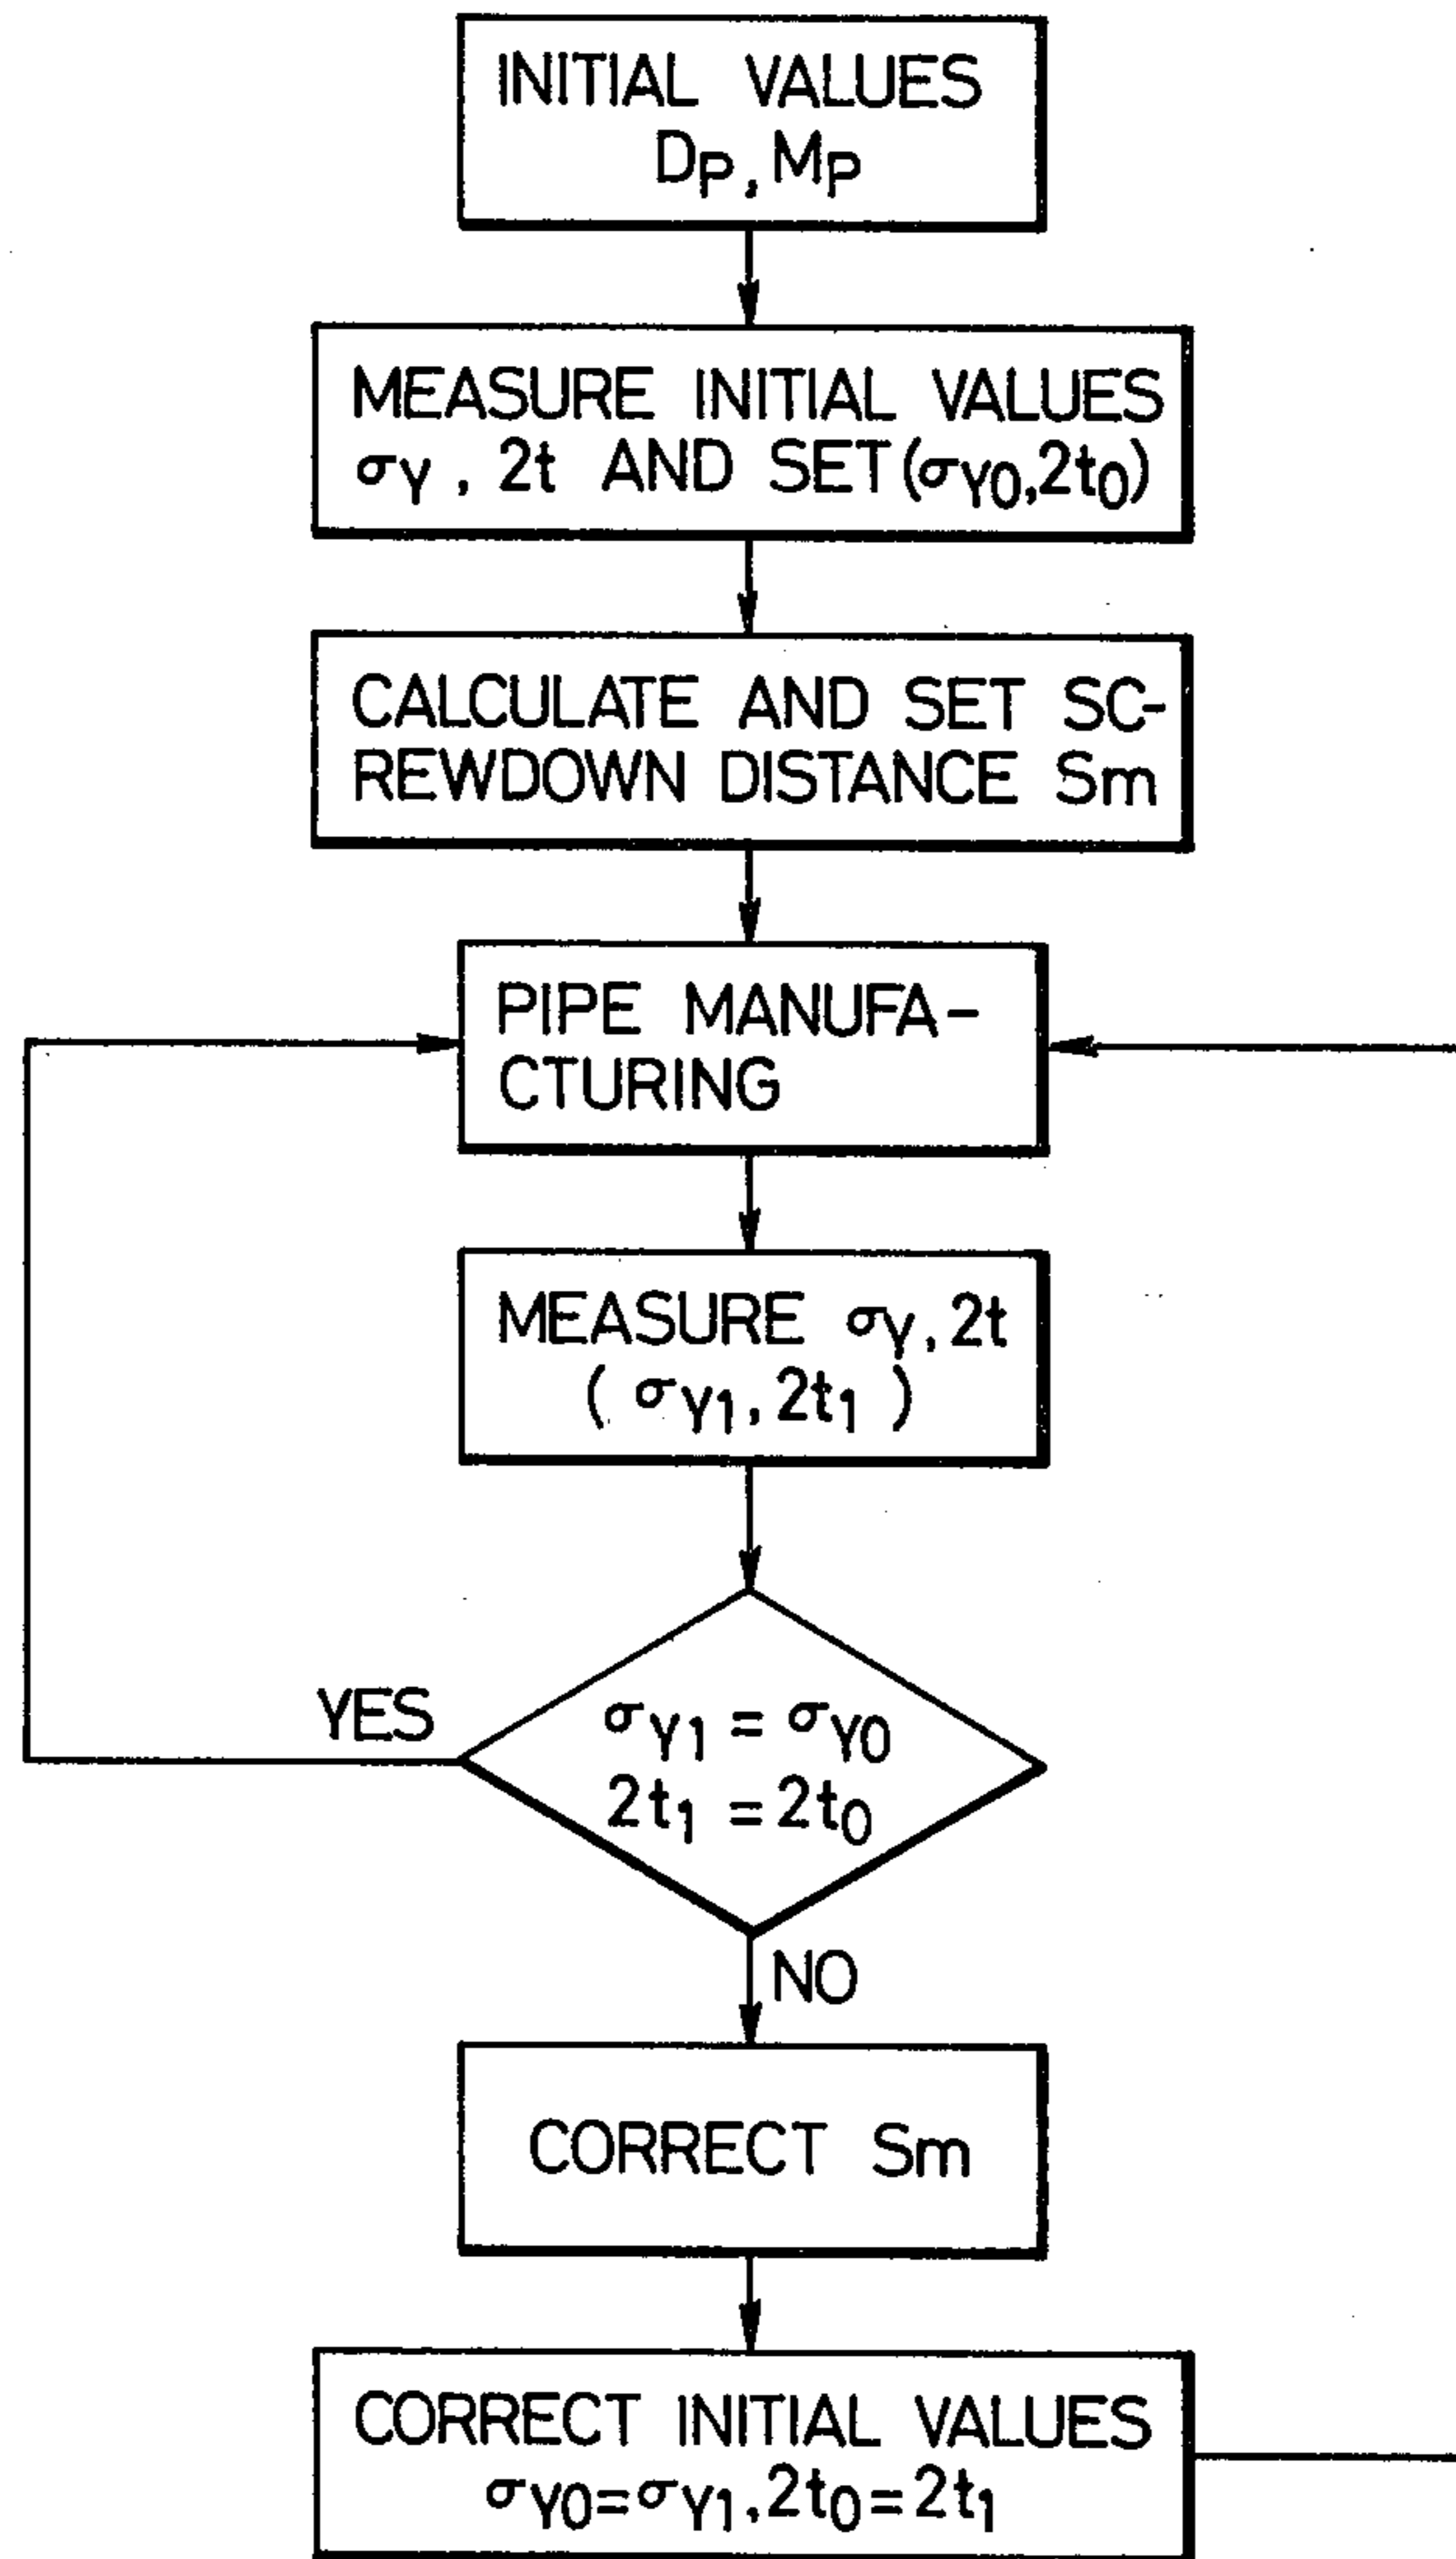 INITIAL VALUES
DP, MP
MEASURE INITIAL VALUES
σY, 2t AND SET (σY0, 2t0)
CALCULATE AND SET SC-
REWDOWN DISTANCE Sm
PIPE MANUFA-
CTURING
MEASURE σY, 2t
(σY1, 2t1)
YES
σY1 = σY0
2t1 = 2t0
NO
CORRECT Sm
CORRECT INITIAL VALUES
σY0=σY1, 2t0=2t1